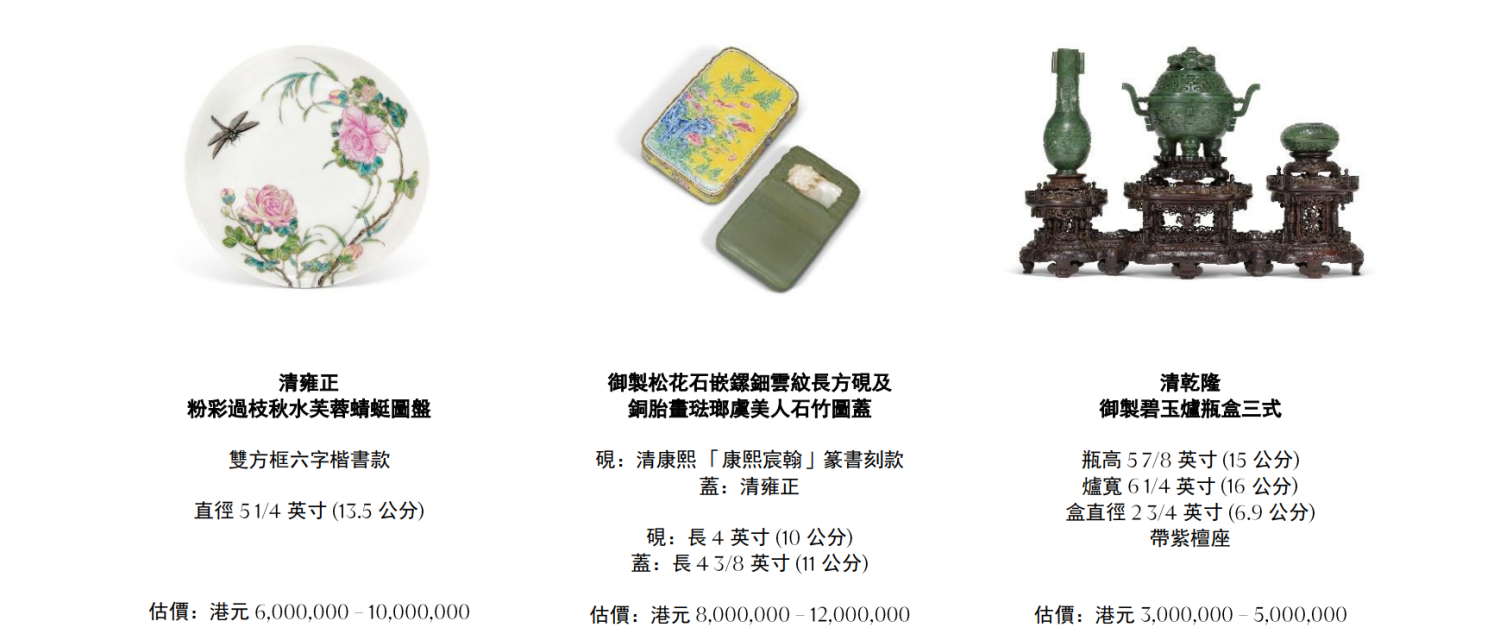 清雍正
粉彩過枝秋水芙蓉蜻蜓圖盤
雙方框六字楷書款
直徑 5 1/4 英寸 (13.5 公分)
估價：港元 6,000,000 – 10,000,000
御製松花石嵌鏍鈿雲紋長方硯及
銅胎畫琺瑯虞美人石竹圖蓋
硯：清康熙「康熙宸翰」篆書刻款
蓋：清雍正
硯：長 4 英寸 (10 公分)
蓋：長 4 3/8 英寸 (11 公分)
估價：港元 8,000,000 – 12,000,000
清乾隆
御製碧玉爐瓶盒三式
瓶高 5 7/8 英寸 (15 公分)
爐寬 6 1/4 英寸 (16 公分)
盒直徑 2 3/4 英寸 (6.9 公分)
帶紫檀座
估價：港元 3,000,000 – 5,000,000